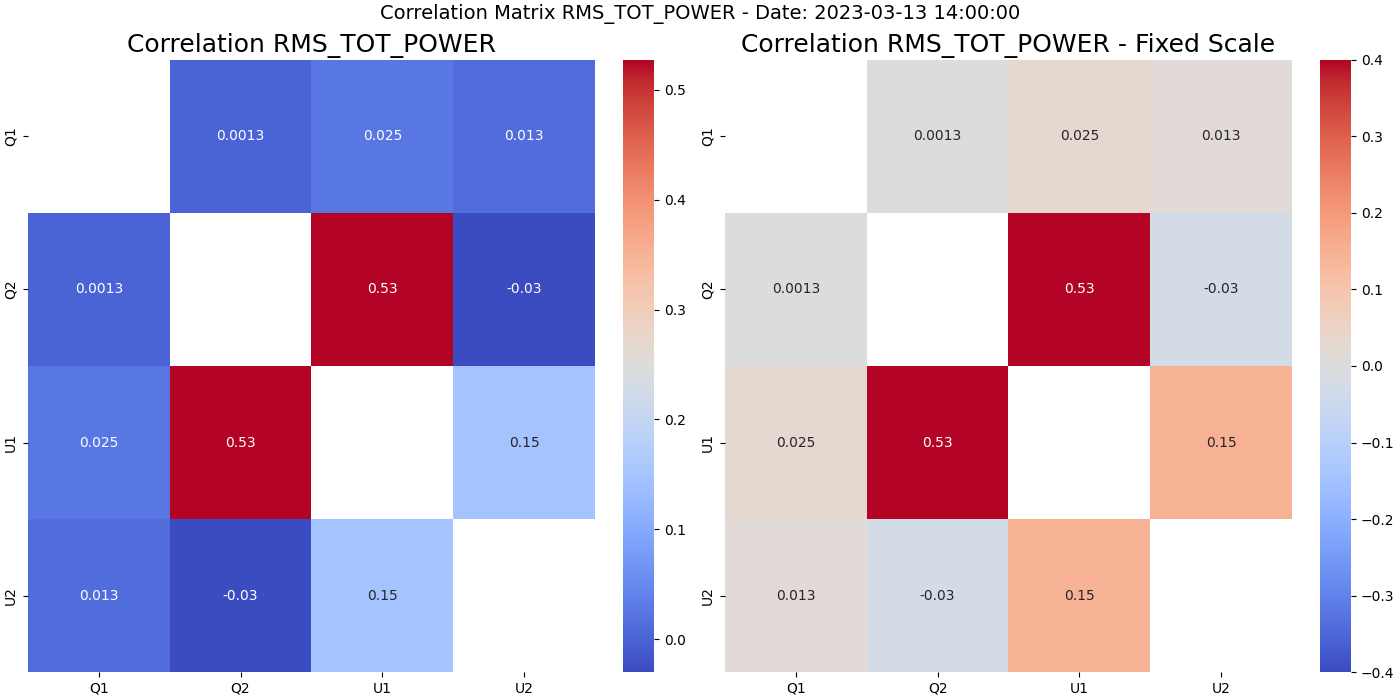 Correlation Matrix RMS_TOT_POWER - Date: 2023-03-13 14:00:00
Correlation RMS_TOT_POWER
Q1
0.0013
0.025
0.013
Q2
0.0013
0.53
-0.03
U1
0.025
0.53
0.15
U2
0.013
-0.03
0.15
Q1
Q2
U1
U2
0.5
0.4
0.3
0.2
0.1
0.0
Correlation RMS_TOT_POWER - Fixed Scale
Q1
0.0013
0.025
0.013
Q2
0.0013
0.53
-0.03
U1
0.025
0.53
0.15
U2
0.013
-0.03
0.15
Q1
Q2
U1
U2
0.4
0.3
0.2
0.1
0.0
−0.1
−0.2
−0.3
−0.4